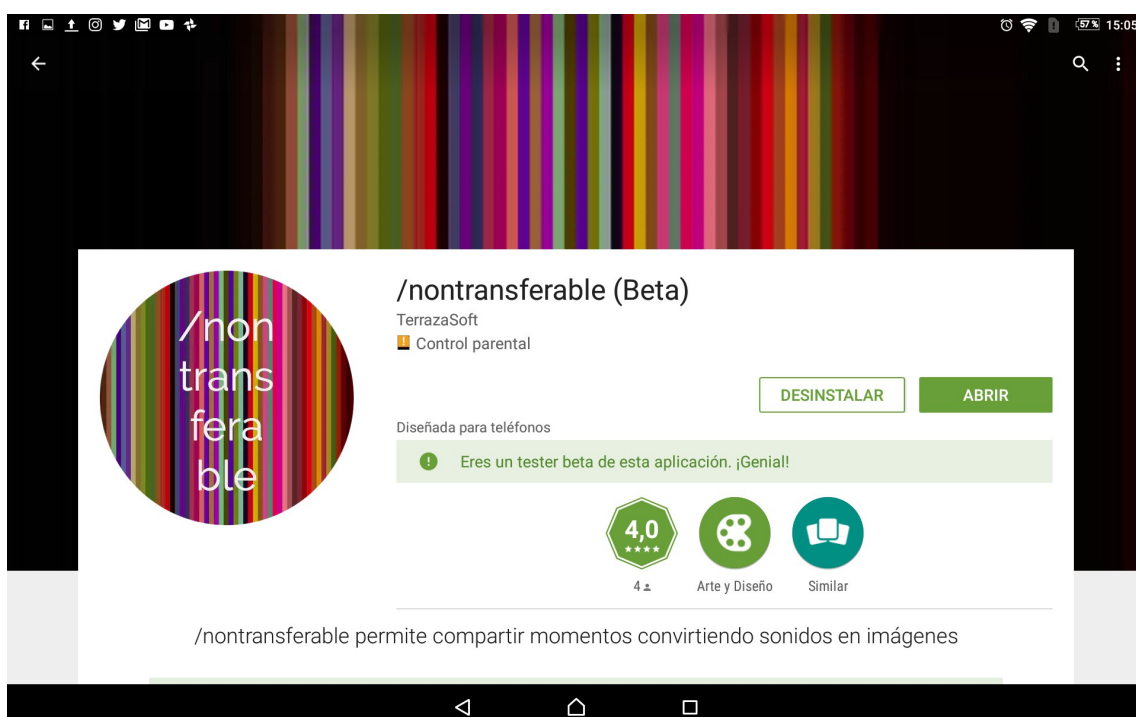 57% 15:05
/nontransferable (Beta)
TerrazaSoft
Control parental
/non
trans
fera
ble
DESINSTALAR ABRIR
Diseñada para teléfonos
Eres un tester beta de esta aplicación. ¡Genial!
4,0
4 Arte y Diseño Similar
/nontransferable permite compartir momentos convirtiendo sonidos en imágenes